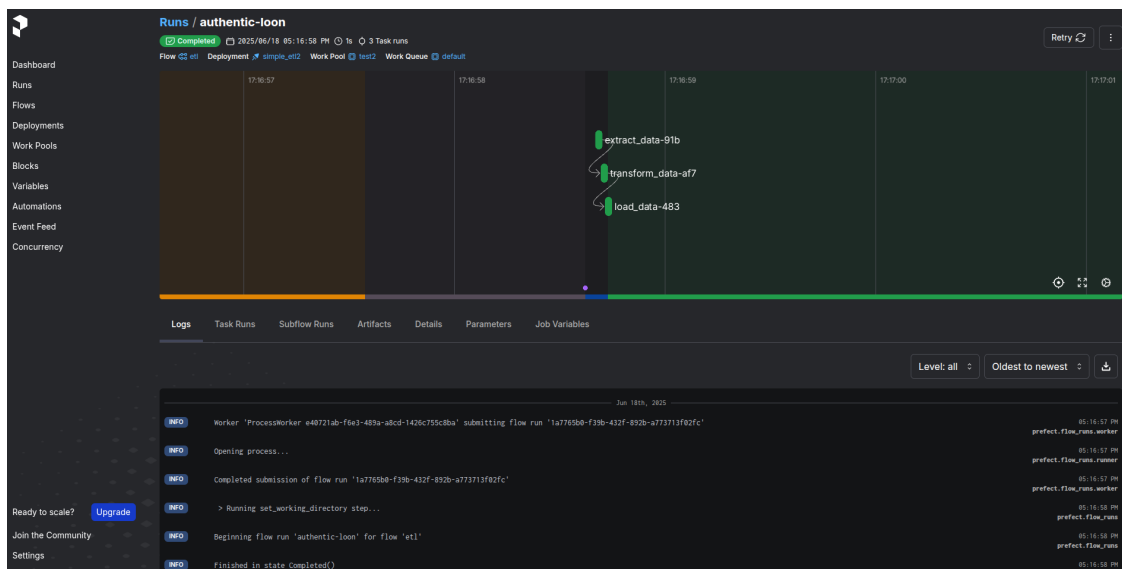 Runs / authentic-loon
Completed 2025/06/18 05:16:58 PM 1s 3 Task runs
Flow etl Deployment simple_etl2 Work Pool test2 Work Queue default
Retry
Dashboard
Runs
Flows
Deployments
Work Pools
Blocks
Variables
Automations
Event Feed
Concurrency
Ready to scale? Upgrade
Join the Community
Settings
17:16:57 17:16:58 17:16:59 17:17:00 17:17:01
extract_data-91b
transform_data-af7
load_data-483
Logs Task Runs Subflow Runs Artifacts Details Parameters Job Variables
Level: all Oldest to newest
Jun 18th, 2025
INFO Worker 'ProcessWorker e40721ab-f6e3-489a-a8cd-1426c755c8ba' submitting flow run '1a7765b0-f39b-432f-892b-a773713f02fc' 05:16:57 PM
prefect.flow_runs.worker
INFO Opening process... 05:16:57 PM
prefect.flow_runs.runner
INFO Completed submission of flow run '1a7765b0-f39b-432f-892b-a773713f02fc' 05:16:57 PM
prefect.flow_runs.worker
INFO > Running set_working_directory step... 05:16:58 PM
prefect.flow_runs
INFO Beginning flow run 'authentic-loon' for flow 'etl' 05:16:58 PM
prefect.flow_runs
INFO Finished in state Completed() 05:16:58 PM